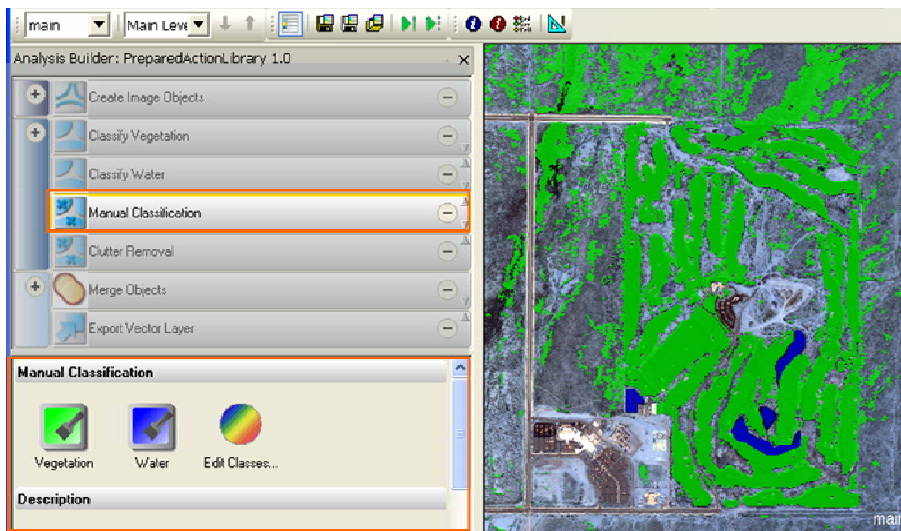 main
Main Leve
Analysis Builder: PreparedActionLibrary 1.0
Create Image Objects
Classify Vegetation
Classify Water
Manual Classification
Clutter Removal
Merge Objects
Export Vector Layer
Manual Classification
Vegetation Water Edit Classes...
Description
main